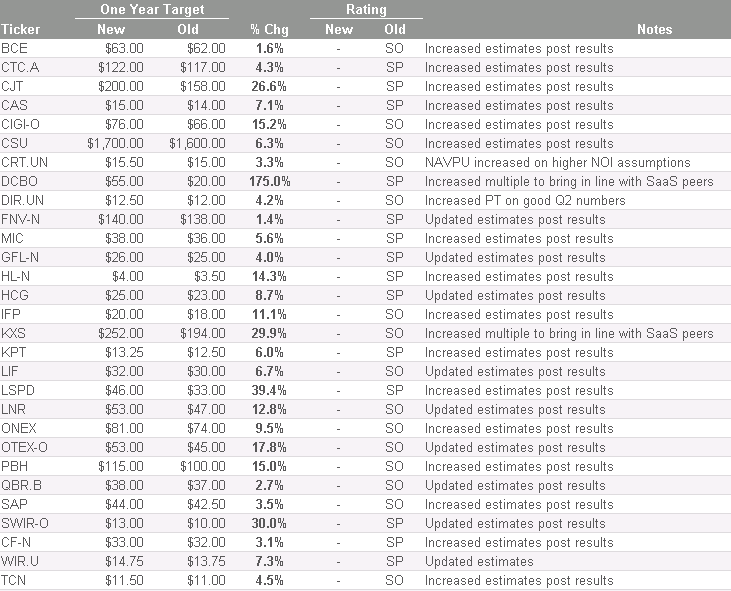 One Year Target Rating
Ticker New Old % Chg New Old Notes
BCE $63.00 $62.00 1.6% - SO Increased estimates post results
CTC.A $122.00 $117.00 4.3% - SP Increased estimates post results
CJT $200.00 $158.00 26.6% - SP Increased estimates post results
CAS $15.00 $14.00 7.1% - SP Increased estimates post results
CIGI-O $76.00 $66.00 15.2% - SO Increased estimates post results
CSU $1,700.00 $1,600.00 6.3% - SO Increased estimates post results
CRT.UN $15.50 $15.00 3.3% - SO NAVPU increased on higher NOI assumptions
DCBO $55.00 $20.00 175.0% - SP Increased multiple to bring in line with SaaS peers
DIR.UN $12.50 $12.00 4.2% - SO Increased PT on good Q2 numbers
FNV-N $140.00 $138.00 1.4% - SP Updated estimates post results
MIC $38.00 $36.00 5.6% - SP Increased estimates post results
GFL-N $26.00 $25.00 4.0% - SP Updated estimates post results
HL-N $4.00 $3.50 14.3% - SP Increased estimates post results
HCG $25.00 $23.00 8.7% - SP Updated estimates post results
IFP $20.00 $18.00 11.1% - SO Increased estimates post results
KXS $252.00 $194.00 29.9% - SO Increased multiple to bring in line with SaaS peers
KPT $13.25 $12.50 6.0% - SP Increased estimates post results
LIF $32.00 $30.00 6.7% - SO Updated estimates post results
LSPD $46.00 $33.00 39.4% - SP Increased estimates post results
LNR $53.00 $47.00 12.8% - SO Updated estimates post results
ONEX $81.00 $74.00 9.5% - SO Increased estimates post results
OTEX-O $53.00 $45.00 17.8% - SO Updated estimates post results
PBH $115.00 $100.00 15.0% - SO Increased estimates post results
QBR.B $38.00 $37.00 2.7% - SO Updated estimates post results
SAP $44.00 $42.50 3.5% - SO Increased estimates post results
SWIR-O $13.00 $10.00 30.0% - SP Updated estimates post results
CF-N $33.00 $32.00 3.1% - SP Increased estimates post results
WIR.U $14.75 $13.75 7.3% - SP Updated estimates
TCN $11.50 $11.00 4.5% - SO Increased estimates post results